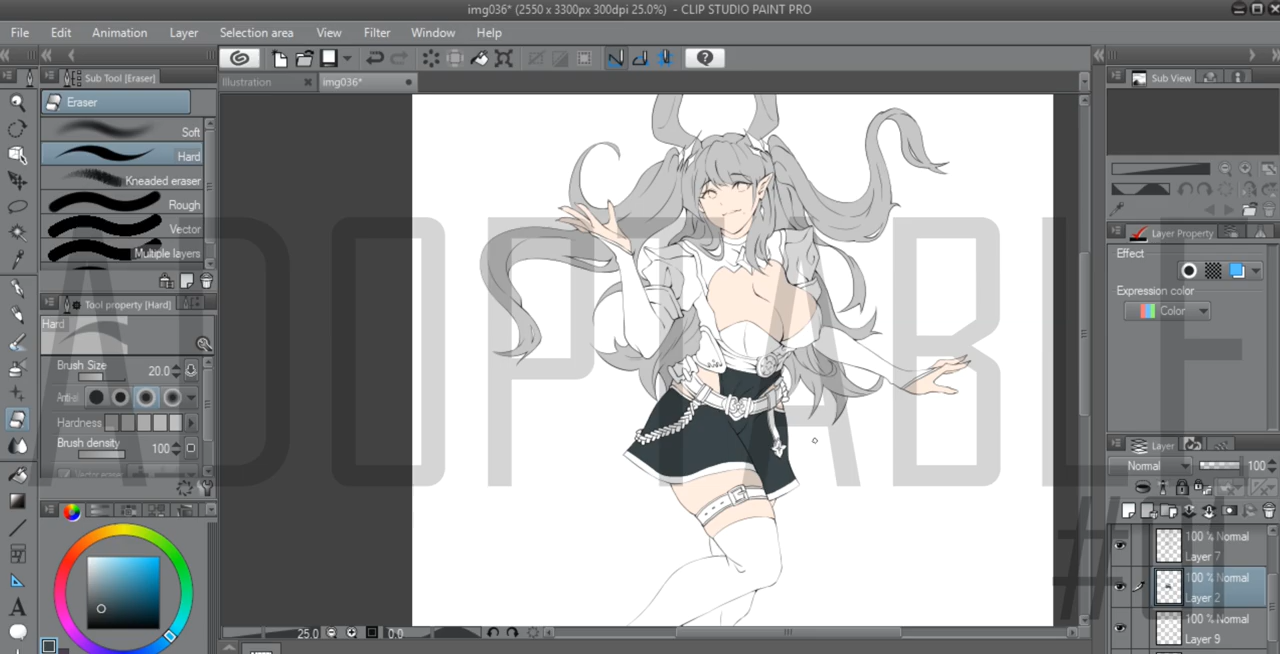 img036* (2550 x 3300px 300dpi 25.0%) - CLIP STUDIO PAINT PRO
File Edit Animation Layer Selection area View Filter Window Help
Sub Tool [Eraser]
Illustration
img036*
Sub View
Eraser
Soft
Hard
Kneaded eraser
Rough
Vector
Multiple layers
Tool property [Hard]
Hard
Brush Size 20.0
Anti-al
Hardness
Brush density 100
Vector eraser
Layer Property
Effect
Expression color
Color
Layer
Normal 100
100 % Normal
Layer 7
100 % Normal
Layer 2
100 % Normal
Layer 9
25.0 0.0
ADOPTABLE
#01